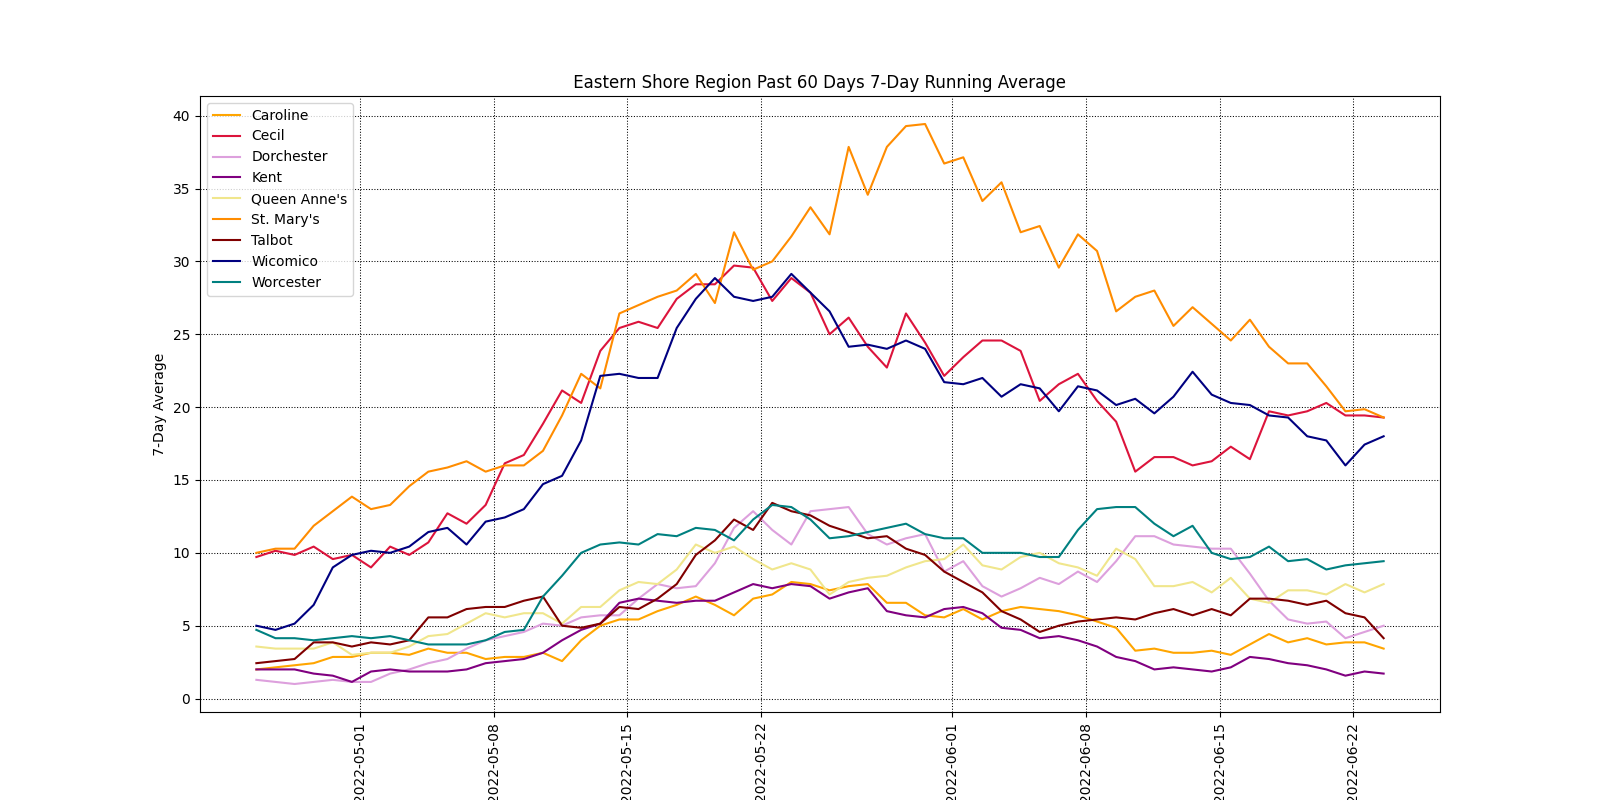 Eastern Shore Region Past 60 Days 7-Day Running Average
Caroline
Cecil
Dorchester
Kent
Queen Anne's
St. Mary's
Talbot
Wicomico
Worcester
7-Day Average
40
35
30
25
20
15
10
5
0
2022-05-01
2022-05-08
2022-05-15
2022-05-22
2022-06-01
2022-06-08
2022-06-15
2022-06-22